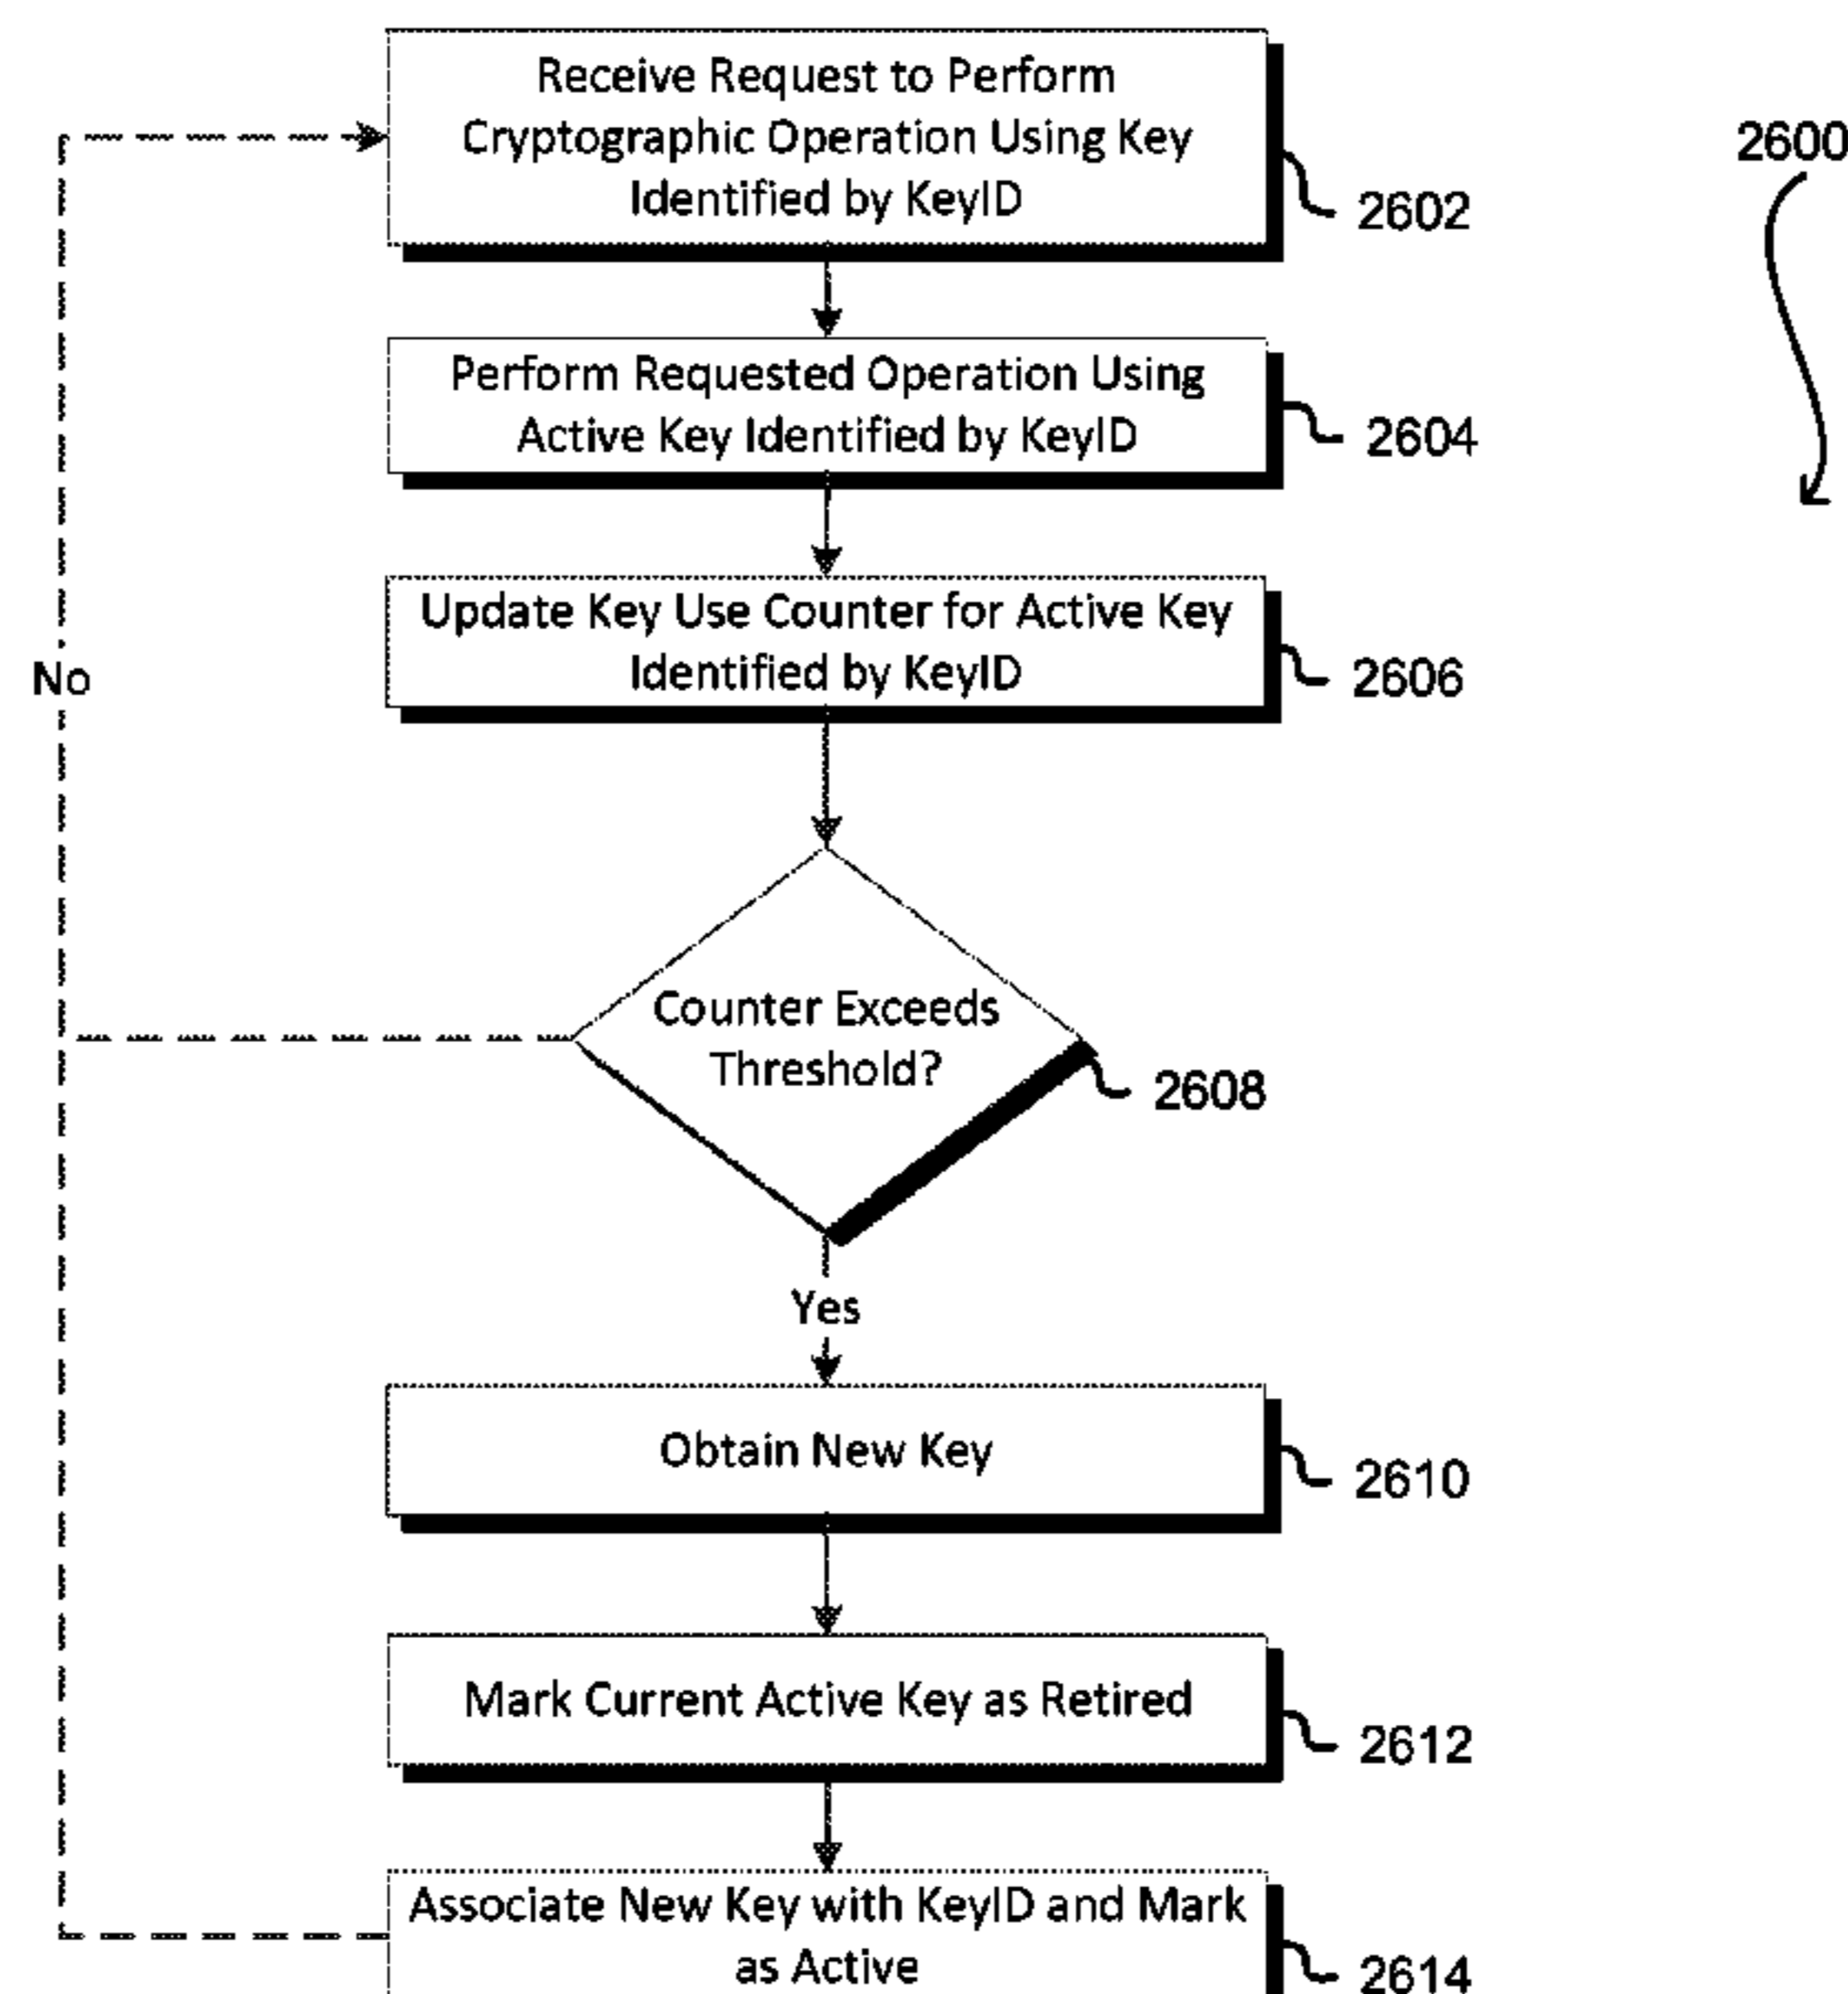 Receive Request to Perform
Cryptographic Operation Using Key
Identified by KeyID
2602
2600
Perform Requested Operation Using
Active Key Identified by KeyID
2604
Update Key Use Counter for Active Key
Identified by KeyID
2606
No
Counter Exceeds
Threshold?
2608
Yes
Obtain New Key
2610
Mark Current Active Key as Retired
2612
Associate New Key with KeyID and Mark
as Active
2614